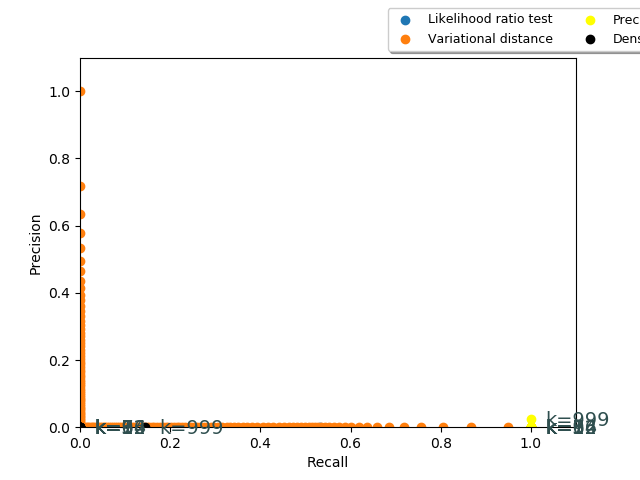 Likelihood ratio test
Variational distance
Prec
Dens
1.0
0.8
0.6
0.4
0.2
0.0
Precision
k=999
k=999
0.0
0.2
0.4
0.6
0.8
1.0
Recall